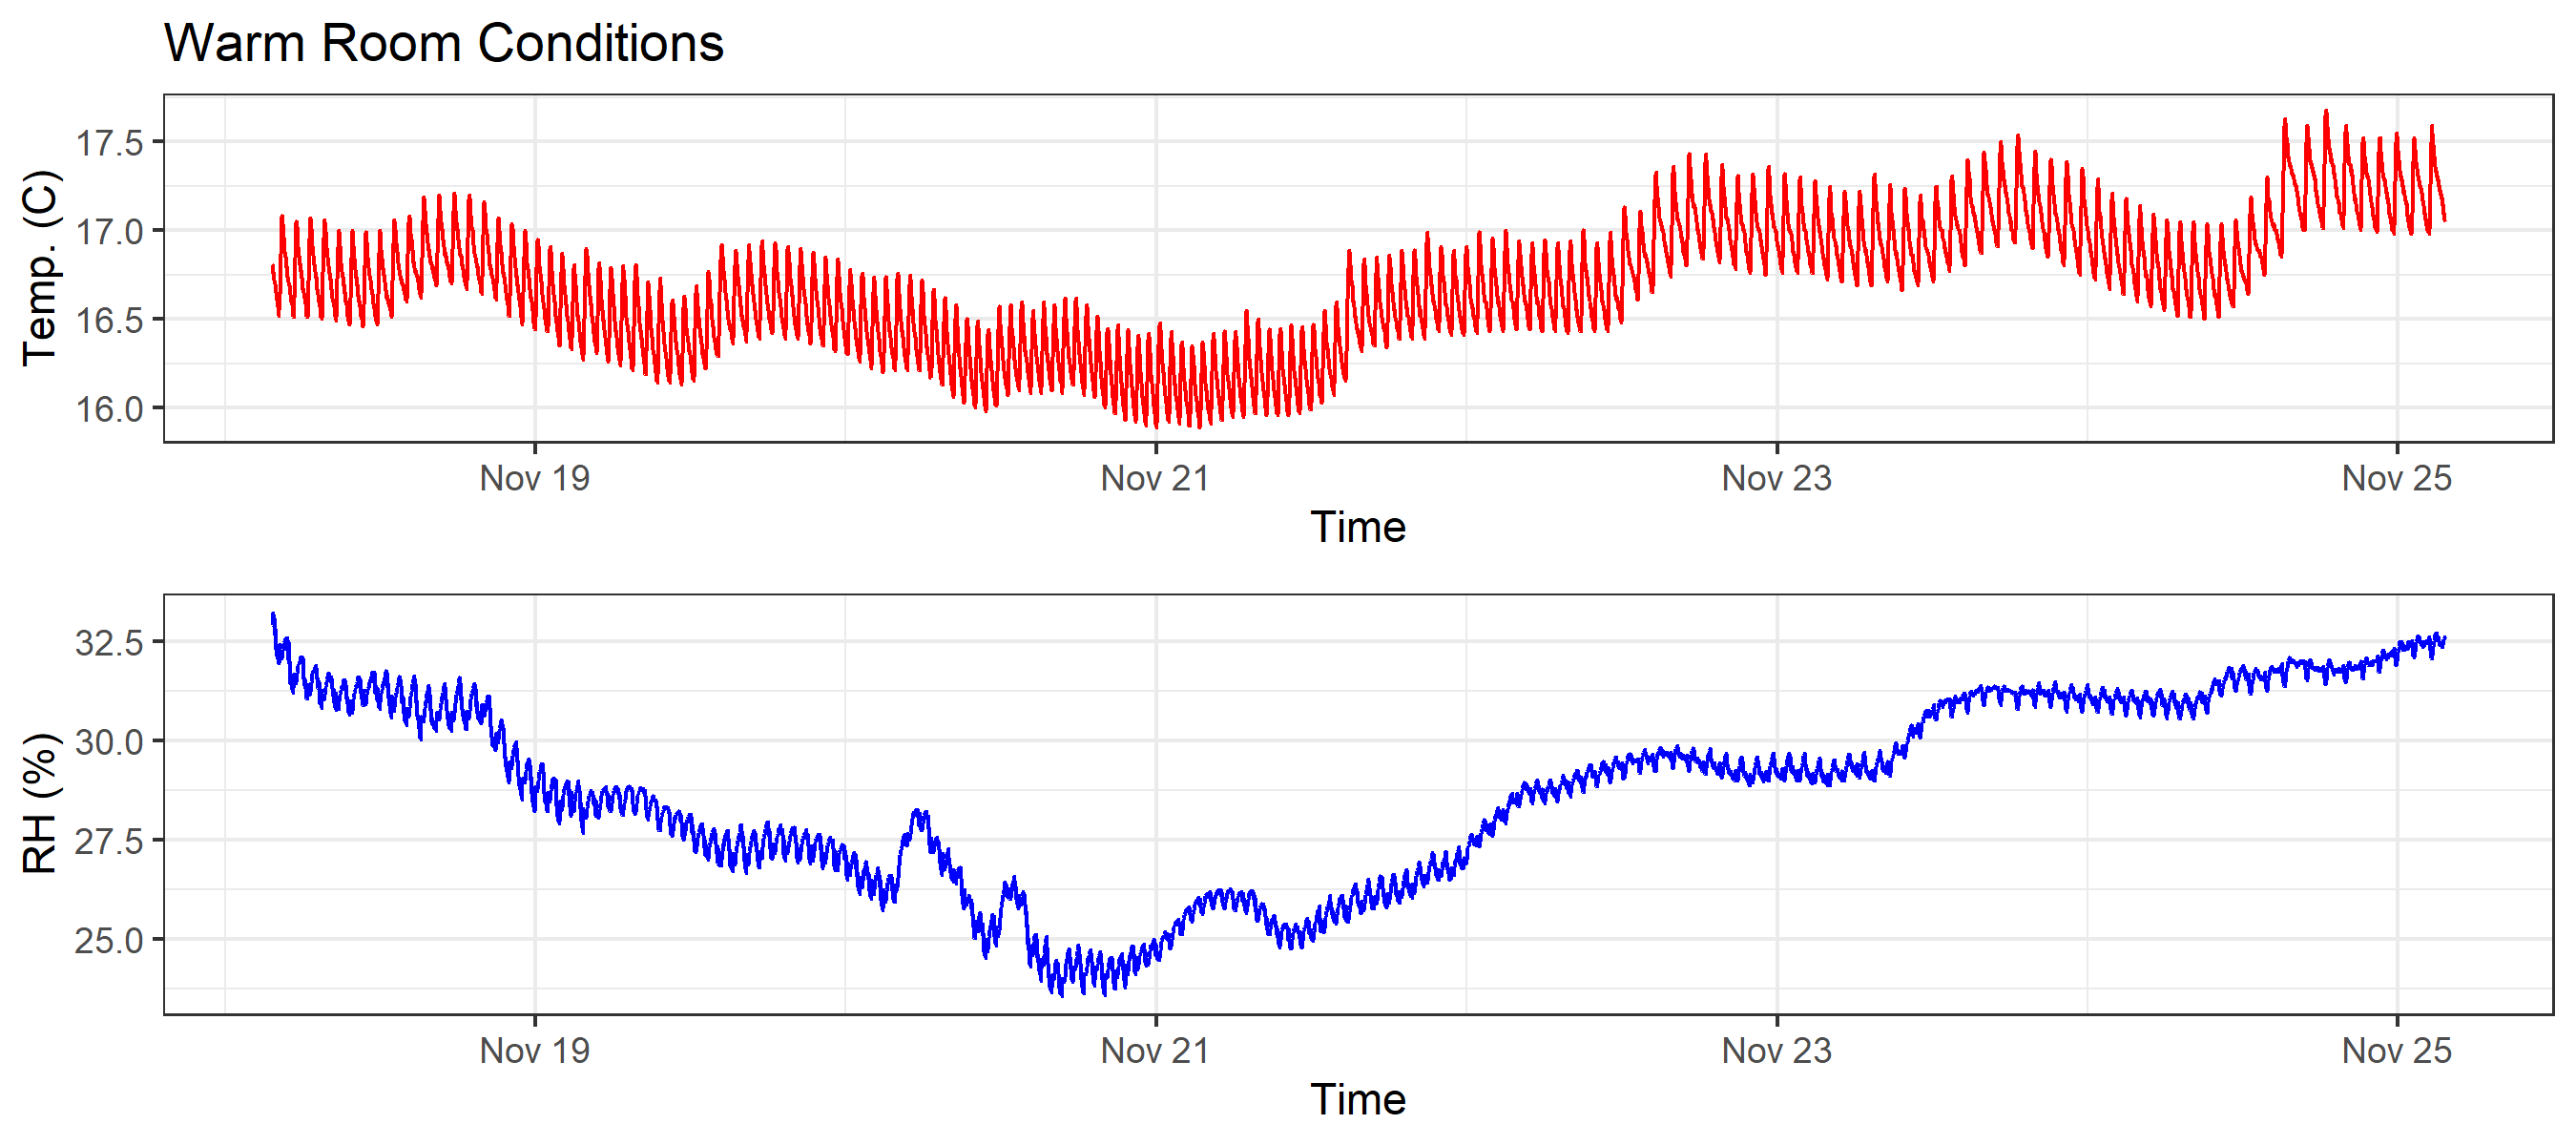 Warm Room Conditions
Temp. (C)
17.5
17.0
16.5
16.0
Nov 19 Nov 21 Nov 23 Nov 25
Time
RH (%)
32.5
30.0
27.5
25.0
Nov 19 Nov 21 Nov 23 Nov 25
Time